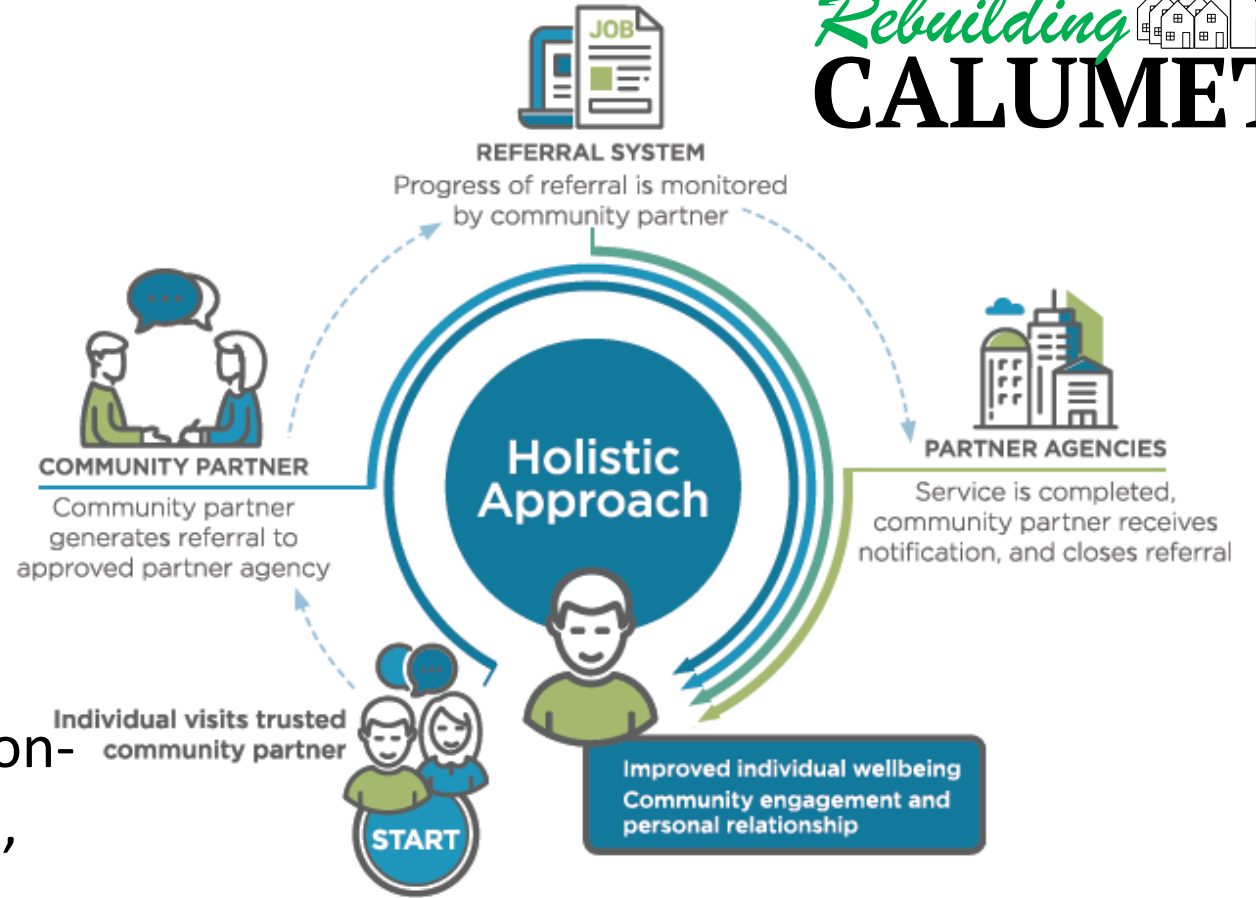 Rebuilding
CALUMET
JOB
REFERRAL SYSTEM
Progress of referral is monitored
by community partner
COMMUNITY PARTNER
Community partner
generates referral to
approved partner agency
Holistic
Approach
PARTNER AGENCIES
Service is completed,
community partner receives
notification, and closes referral
Individual visits trusted
community partner
on-
,
START
Improved individual wellbeing
Community engagement and
personal relationship